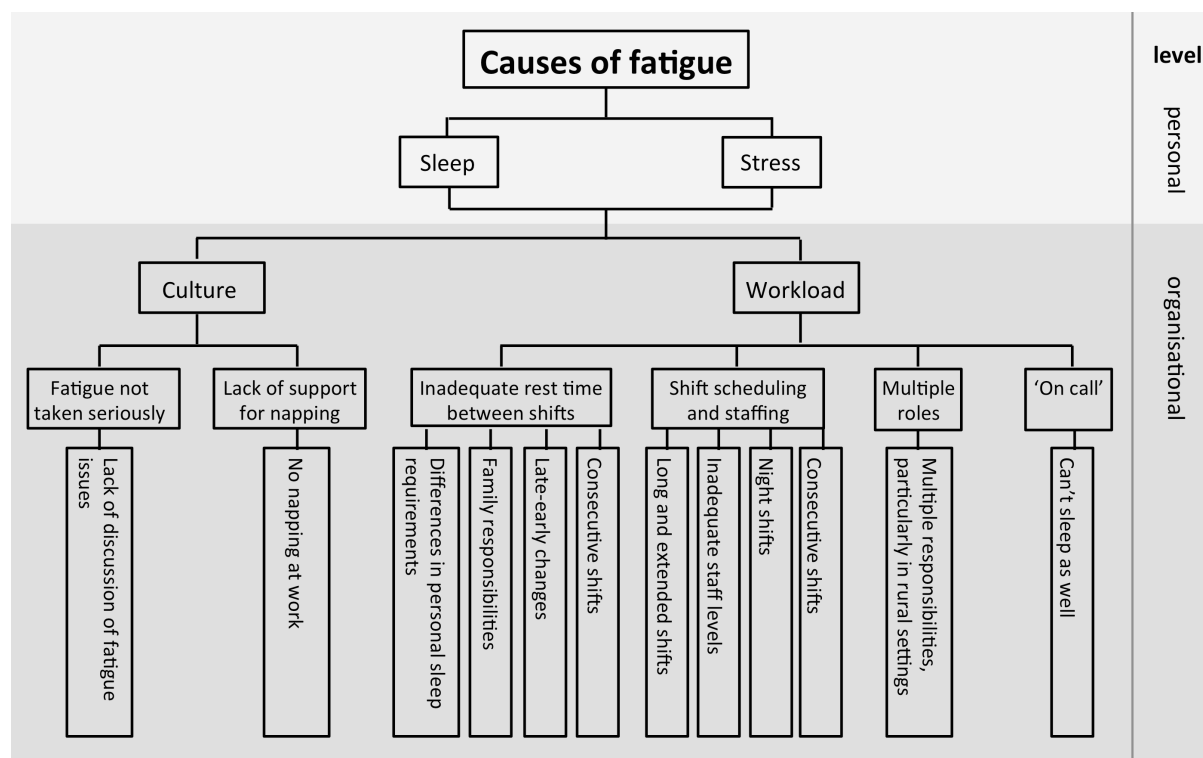 Causes of fatigue
level
personal
Sleep
Stress
organisational
Culture
Workload
Fatigue not
taken seriously
Lack of support
for napping
Inadequate rest time
between shifts
Shift scheduling
and staffing
Multiple
roles
‘On call’
Lack of discussion of fatigue
issues
No napping at work
Differences in personal sleep
requirements
Family responsibilities
Late-early changes
Consecutive shifts
Long and extended shifts
Inadequate staff levels
Night shifts
Consecutive shifts
Multiple responsibilities,
particularly in rural settings
Can’t sleep as well